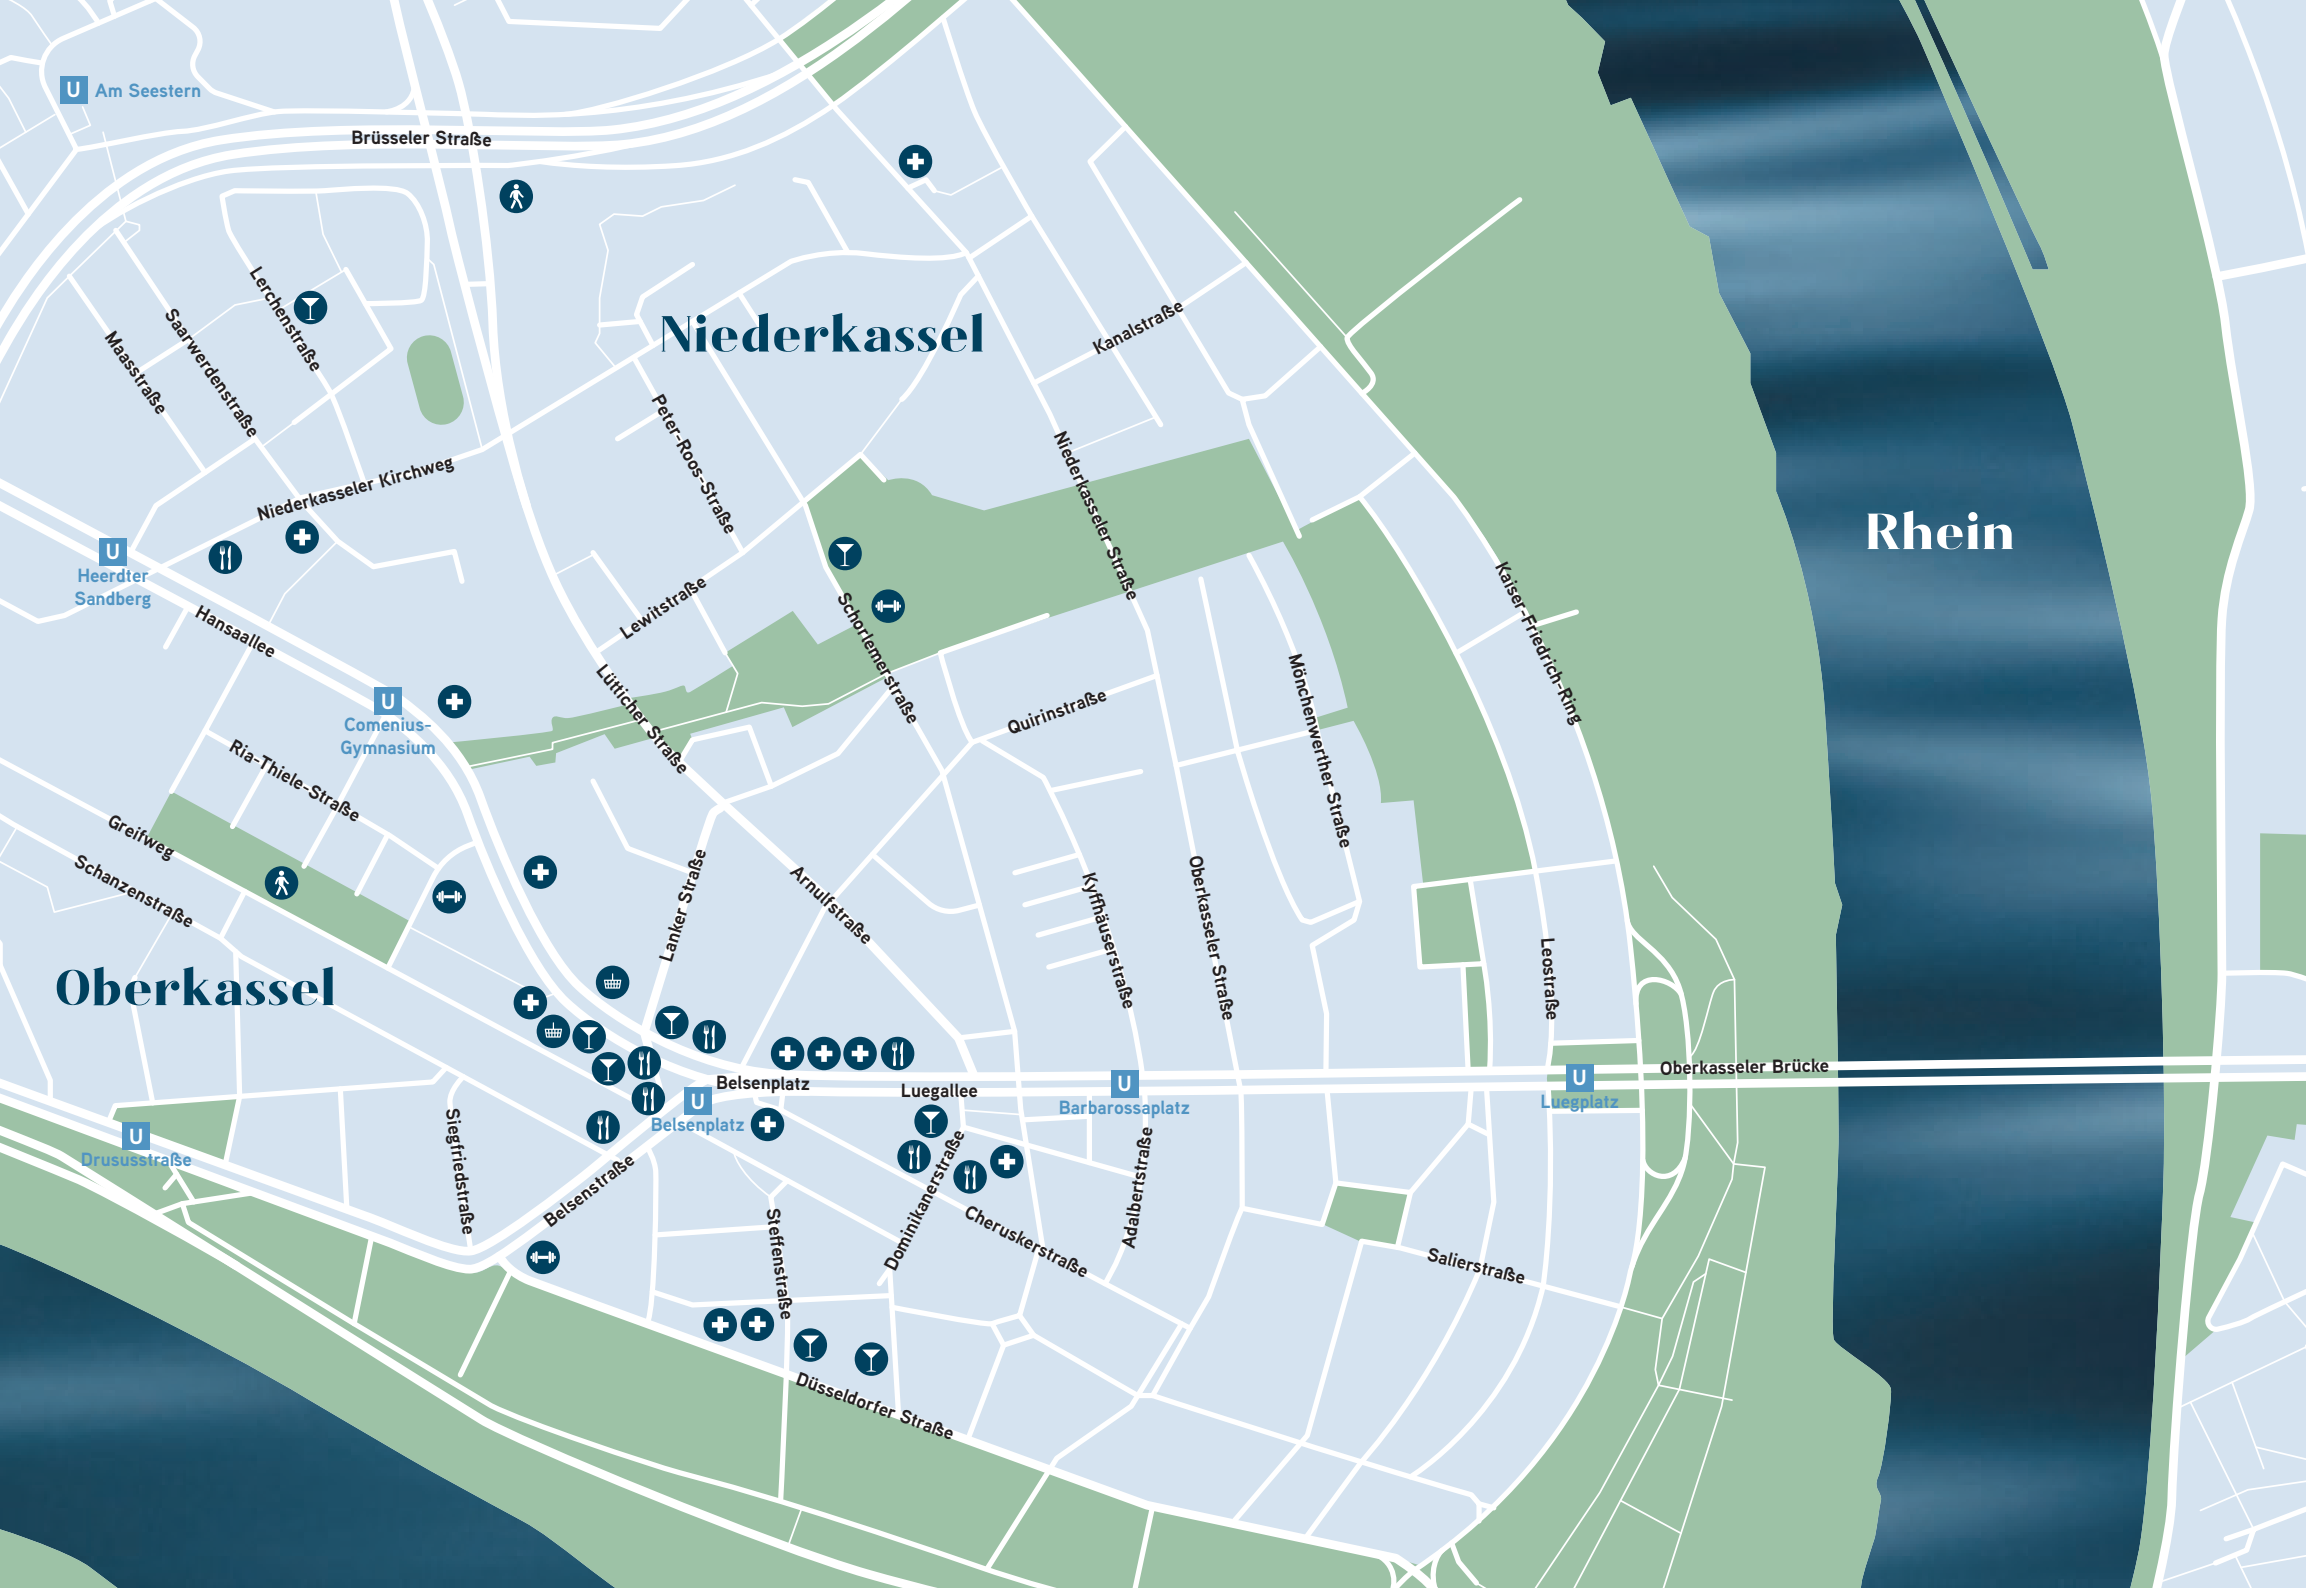 U Am Seestern
Brüsseler Straße
Lerchenstraße
Saarwerdenstraße
Maasstraße
Niederkassel
Kanalstraße
Peter-Roos-Straße
Niederkasseler Straße
Niederkasseler Kirchweg
Rhein
U
Heerdter
Sandberg
Hansaallee
Lewitstraße
Schorlemerstraße
Kaiser-Friedrich-Ring
Lütticher Straße
Mönchenwerther Straße
Quirinstraße
U
Comenius-
Gymnasium
Ria-Thiele-Straße
Greifweg
Schanzenstraße
Lanker Straße
Arnulfstraße
Kyffhäuserstraße
Oberkasseler Straße
Leostraße
Oberkassel
Oberkasseler Brücke
Belsenplatz
Luegallee
U
Belsenplatz
U
Barbarossaplatz
U
Luegplatz
U
Drususstraße
Siegfriedstraße
Belsenstraße
Steffenstraße
Dominikanerstraße
Cheruskerstraße
Adalbertstraße
Salierstraße
Düsseldorfer Straße